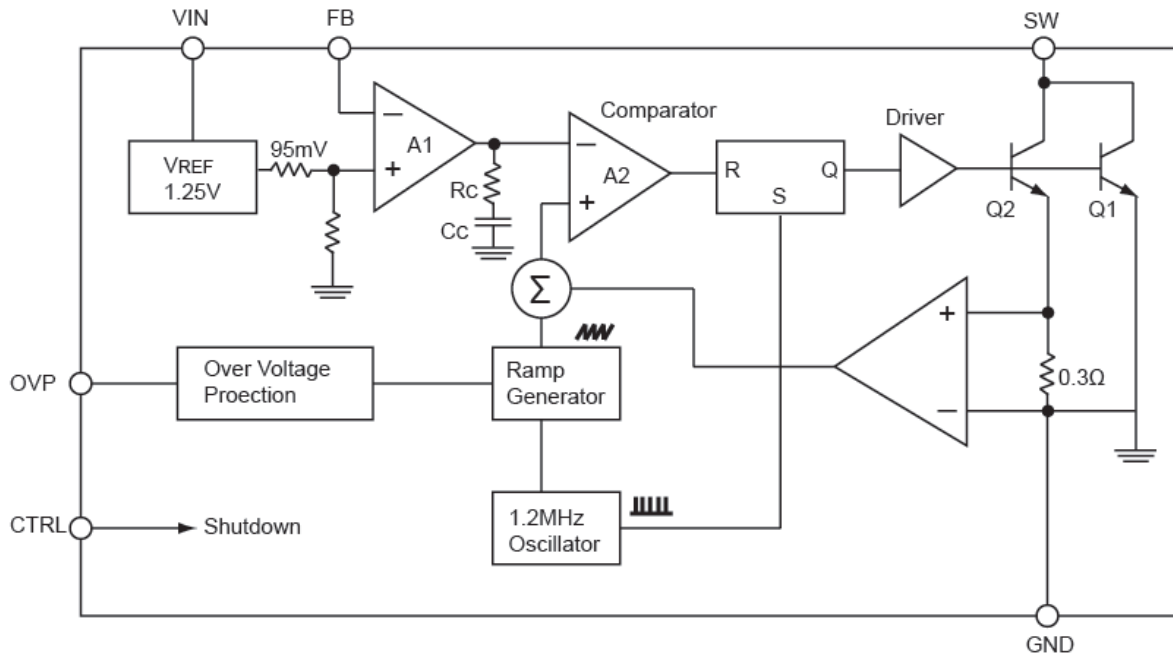 VIN
FB
SW
Comparator
Driver
VREF
1.25V
95mV
−
+
A1
−
+
A2
R
Q
S
Rc
Cc
Q2
Q1
Σ
+
−
0.3Ω
OVP
Over Voltage
Proection
Ramp
Generator
CTRL
Shutdown
1.2MHz
Oscillator
GND